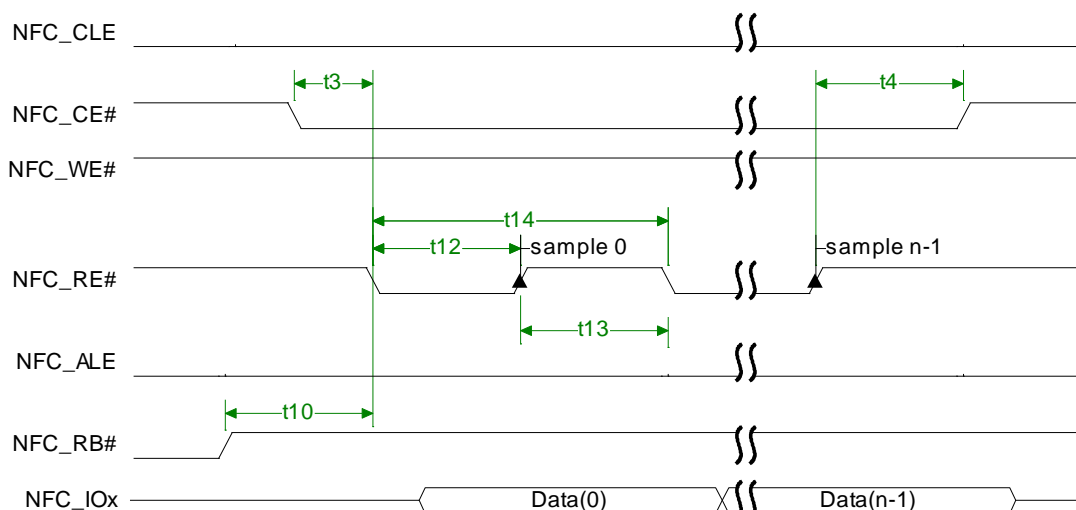 NFC_CLE
t3
t4
NFC_CE#
NFC_WE#
t14
t12
sample 0
sample n-1
NFC_RE#
t13
NFC_ALE
t10
NFC_RB#
NFC_IOx
Data(0)
Data(n-1)